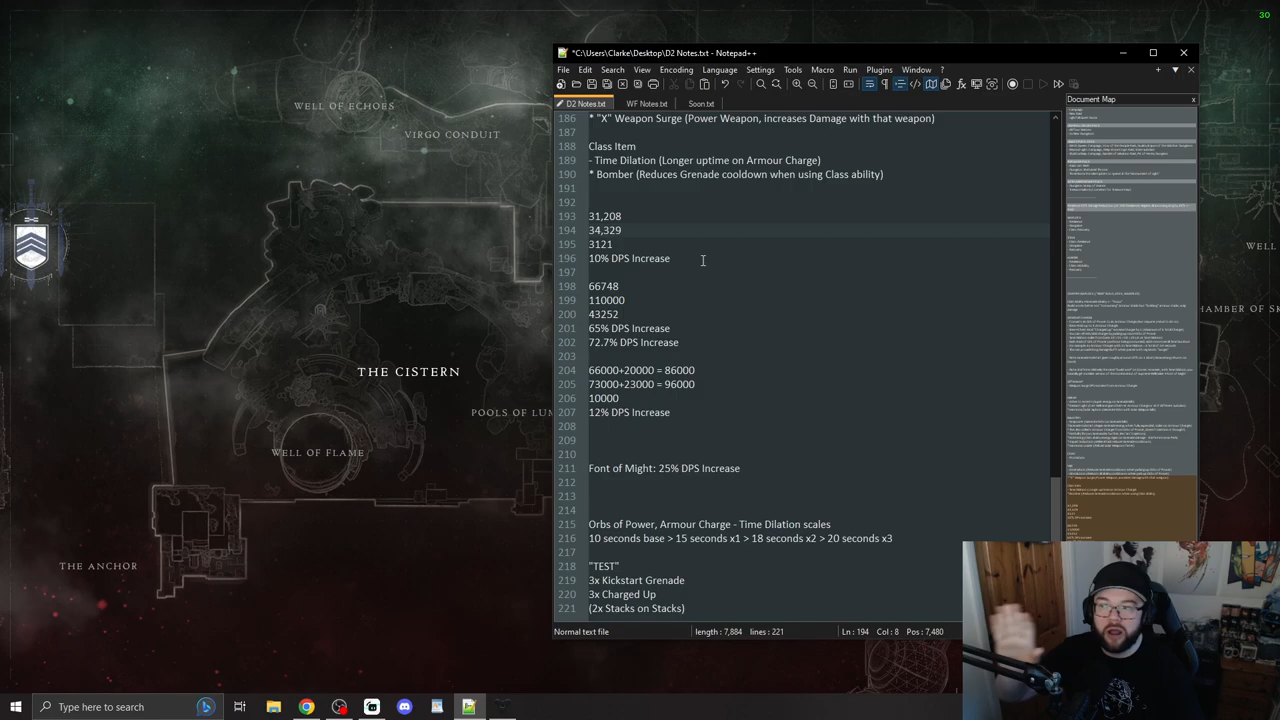 30
WELL OF ECHOES
VIRGO CONDUIT
THE CISTERN
POOLS OF LUM
WELL OF FLAME
THE ANCHOR
WELL
HAMBER OF S
*C:\Users\Clarke\Desktop\D2 Notes.txt - Notepad++
File Edit Search View Encoding Language Settings Tools Macro Run Plugins Window ?
D2 Notes.txt WF Notes.txt Soon.txt
Document Map
186 * "X" Weapon Surge (Power Weapon, increases Damage with that weapon)
187
188 Class Item
189 - Time Dilation (Longer uptime on Armour Charge)
190 * Bomber (Reduces Grenade cooldown when using Class ability)
191
192
193 31,208
194 34,329
195 3121
196 10% DPS Increase
197
198 66748
199 110000
200 43252
201 65% DPS Increase
202 72.7% DPS Increase
203
204 66000+20000 = 86000
205 73000+23000 = 96000
206 10000
207 12% DPS Increase
208
209
210
211 Font of Might: 25% DPS Increase
212
213
214
215 Orbs of Power, Armour Charge - Time Dilation scales
216 10 seconds base > 15 seconds x1 > 18 seconds x2 > 20 seconds x3
217
218 "TEST"
219 3x Kickstart Grenade
220 3x Charged Up
221 (2x Stacks on Stacks)
Normal text file length : 7,884 lines : 221 Ln : 194 Col : 8 Pos : 7,480
Type here to search